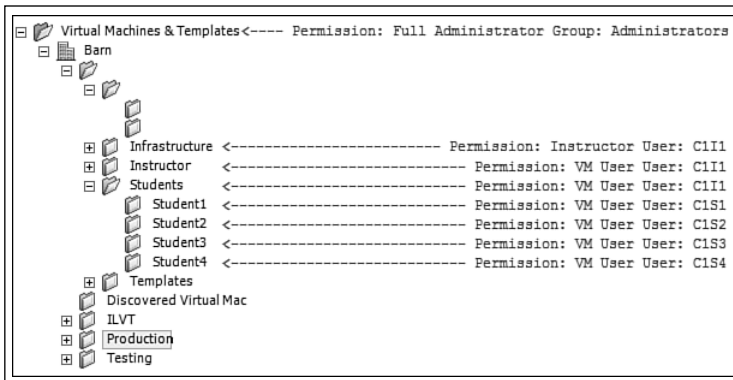 Virtual Machines & Templates<---- Permission: Full Administrator Group: Administrators
Barn
Infrastructure <-------------------------- Permission: Instructor User: C1I1
Instructor <----------------------------- Permission: VM User User: C1I1
Students <----------------------------- Permission: VM User User: C1I1
Student1 <----------------------------- Permission: VM User User: C1S1
Student2 <----------------------------- Permission: VM User User: C1S2
Student3 <----------------------------- Permission: VM User User: C1S3
Student4 <----------------------------- Permission: VM User User: C1S4
Templates
Discovered Virtual Mac
ILVT
Production
Testing